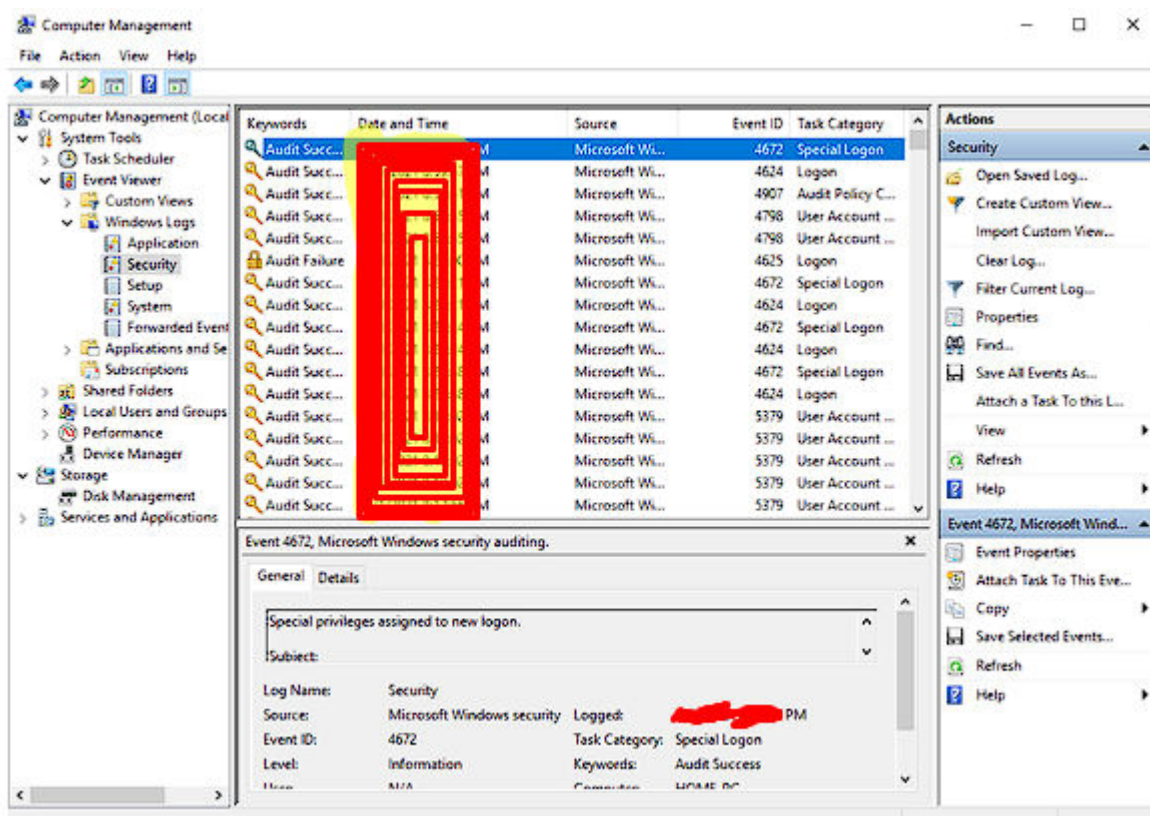 Computer Management
File Action View Help
Computer Management (Local
System Tools
Task Scheduler
Event Viewer
Custom Views
Windows Logs
Application
Security
Setup
System
Forwarded Event
Applications and Se
Subscriptions
Shared Folders
Local Users and Groups
Performance
Device Manager
Storage
Disk Management
Services and Applications
Keywords Date and Time Source Event ID Task Category
Audit Succ... M Microsoft Wi... 4672 Special Logon
Audit Succ... M Microsoft Wi... 4624 Logon
Audit Succ... M Microsoft Wi... 4907 Audit Policy C...
Audit Succ... M Microsoft Wi... 4798 User Account ...
Audit Succ... M Microsoft Wi... 4798 User Account ...
Audit Failure M Microsoft Wi... 4625 Logon
Audit Succ... M Microsoft Wi... 4672 Special Logon
Audit Succ... M Microsoft Wi... 4624 Logon
Audit Succ... M Microsoft Wi... 4672 Special Logon
Audit Succ... M Microsoft Wi... 4624 Logon
Audit Succ... M Microsoft Wi... 4672 Special Logon
Audit Succ... M Microsoft Wi... 4624 Logon
Audit Succ... M Microsoft Wi... 5379 User Account ...
Audit Succ... M Microsoft Wi... 5379 User Account ...
Audit Succ... M Microsoft Wi... 5379 User Account ...
Audit Succ... M Microsoft Wi... 5379 User Account ...
Audit Succ... M Microsoft Wi... 5379 User Account ...
Event 4672, Microsoft Windows security auditing.
General Details
Special privileges assigned to new logon.
Subject:
Log Name: Security
Source: Microsoft Windows security Logged: PM
Event ID: 4672 Task Category: Special Logon
Level: Information Keywords: Audit Success
User N/A Computer HOME-PC
Actions
Security
Open Saved Log...
Create Custom View...
Import Custom View...
Clear Log...
Filter Current Log...
Properties
Find...
Save All Events As...
Attach a Task To this L...
View
Refresh
Help
Event 4672, Microsoft Wind...
Event Properties
Attach Task To This Eve...
Copy
Save Selected Events...
Refresh
Help